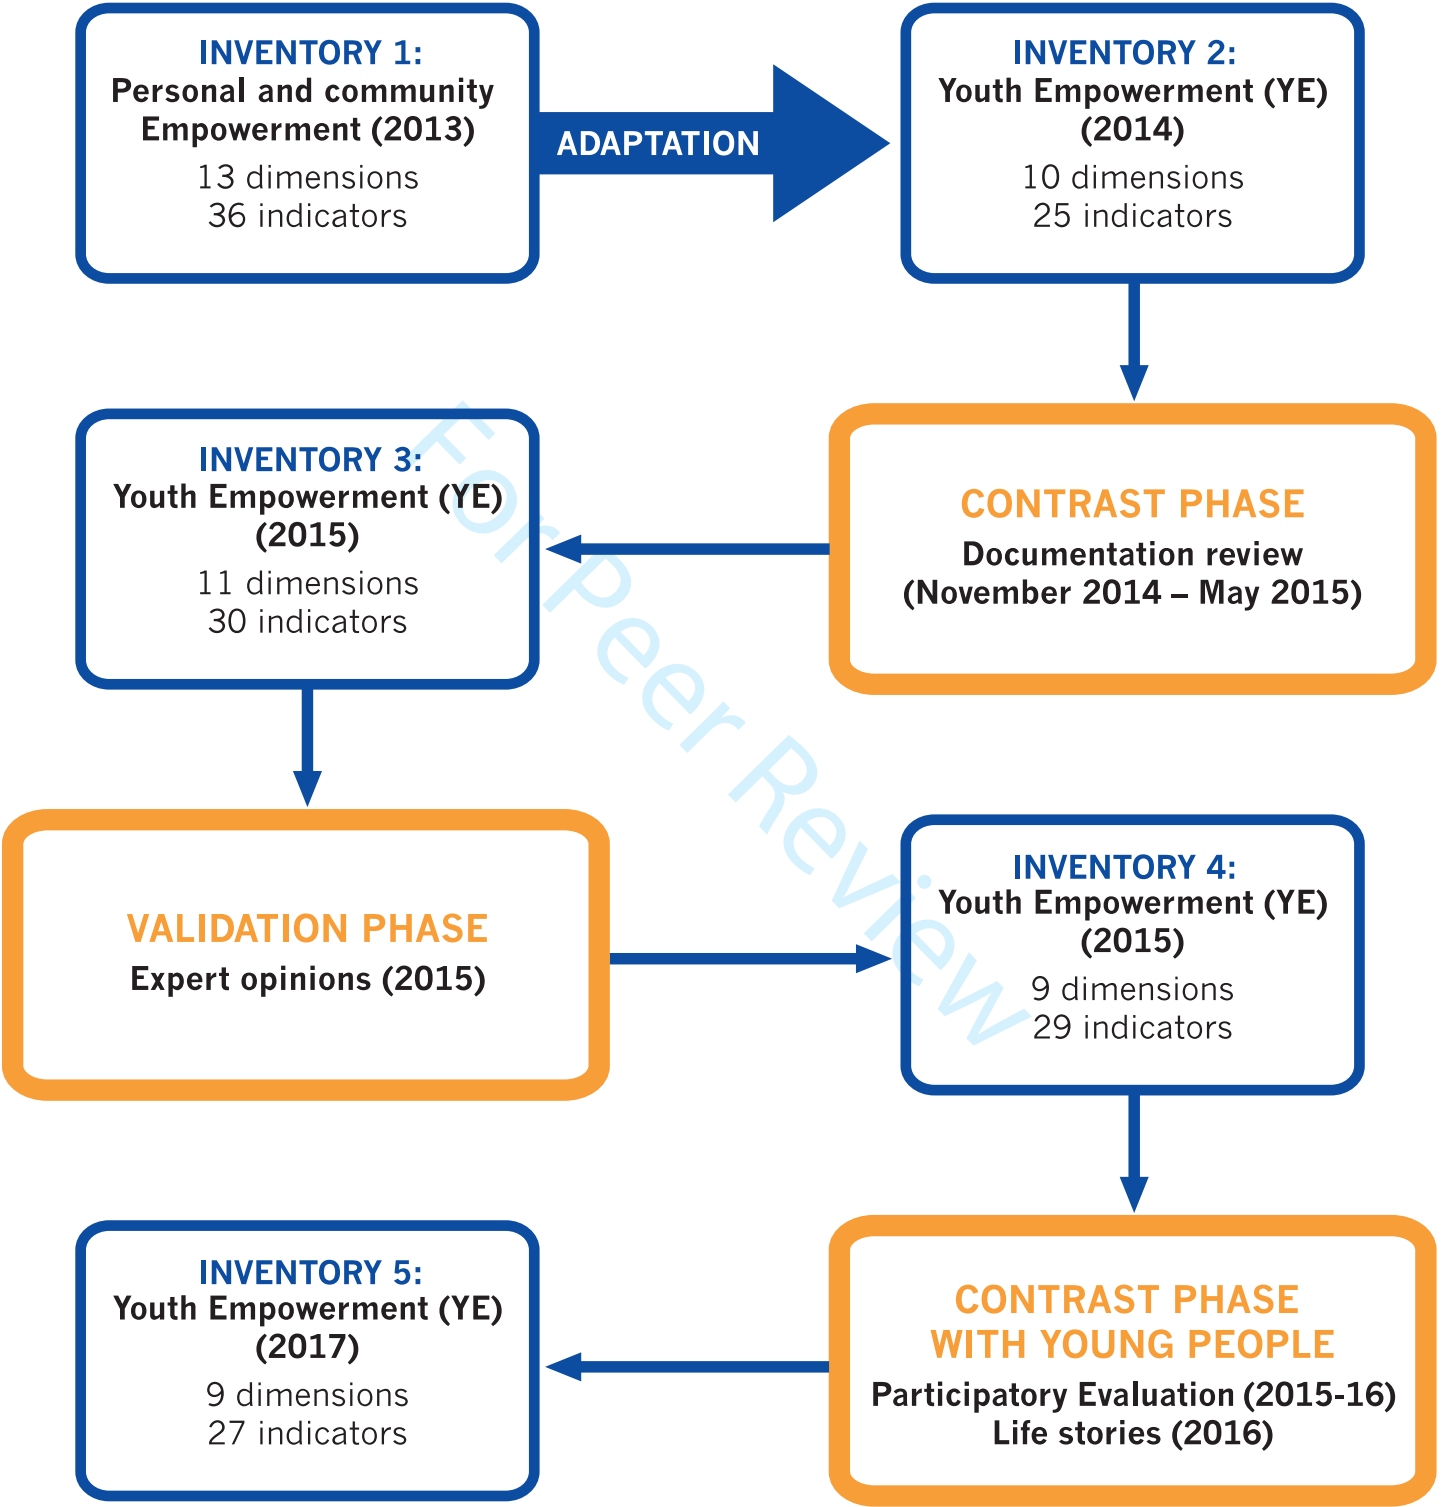 INVENTORY 1:
Personal and community
Empowerment (2013)
13 dimensions
36 indicators
ADAPTATION
INVENTORY 2:
Youth Empowerment (YE)
(2014)
10 dimensions
25 indicators
CONTRAST PHASE
Documentation review
(November 2014 – May 2015)
INVENTORY 3:
Youth Empowerment (YE)
(2015)
11 dimensions
30 indicators
For Peer Review
VALIDATION PHASE
Expert opinions (2015)
INVENTORY 4:
Youth Empowerment (YE)
(2015)
9 dimensions
29 indicators
CONTRAST PHASE
WITH YOUNG PEOPLE
Participatory Evaluation (2015-16)
Life stories (2016)
INVENTORY 5:
Youth Empowerment (YE)
(2017)
9 dimensions
27 indicators